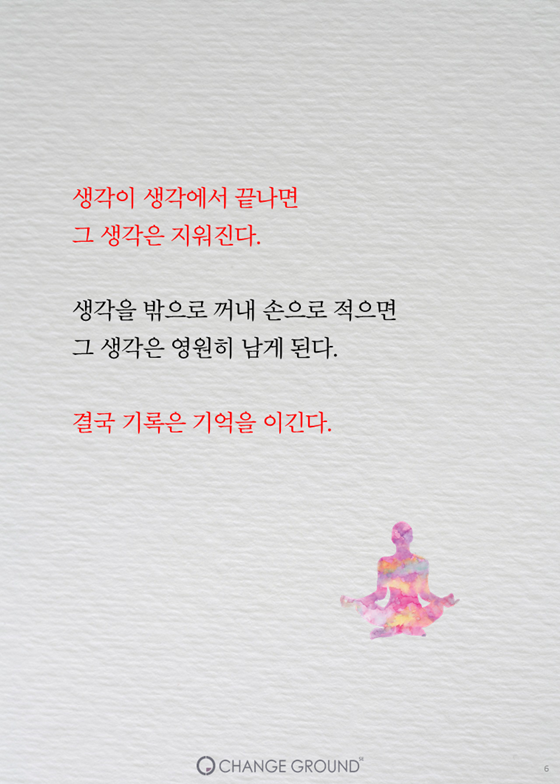 생각이 생각에서 끝나면
그 생각은 지워진다.
생각을 밖으로 꺼내 손으로 적으면
그 생각은 영원히 남게 된다.
결국 기록은 기억을 이긴다.
CHANGE GROUND
6